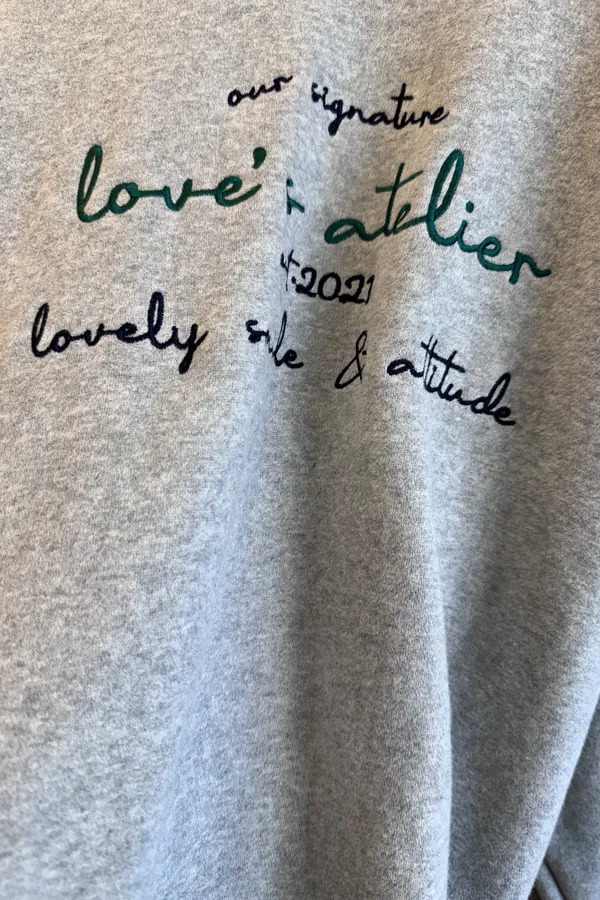 our signature
love's atelier
2021
lovely & attitude